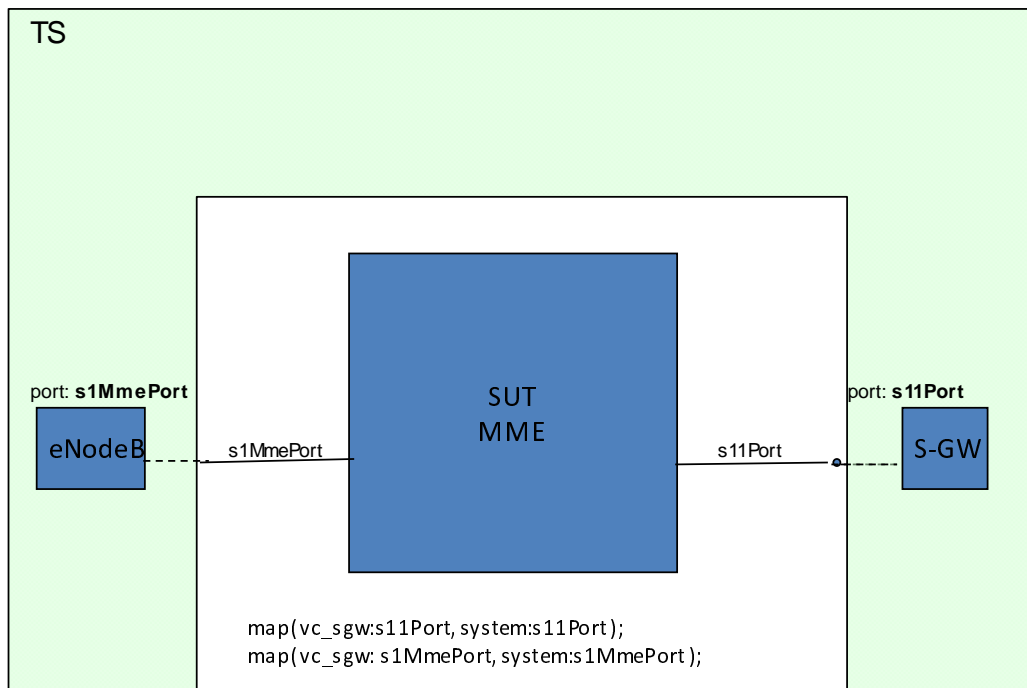 TS
port: s1MmePort
port: s11Port
eNodeB
s1MmePort
SUT
MME
s11Port
S-GW
map(vc_sgw:s11Port, system:s11Port);
map(vc_sgw: s1MmePort, system:s1MmePort);